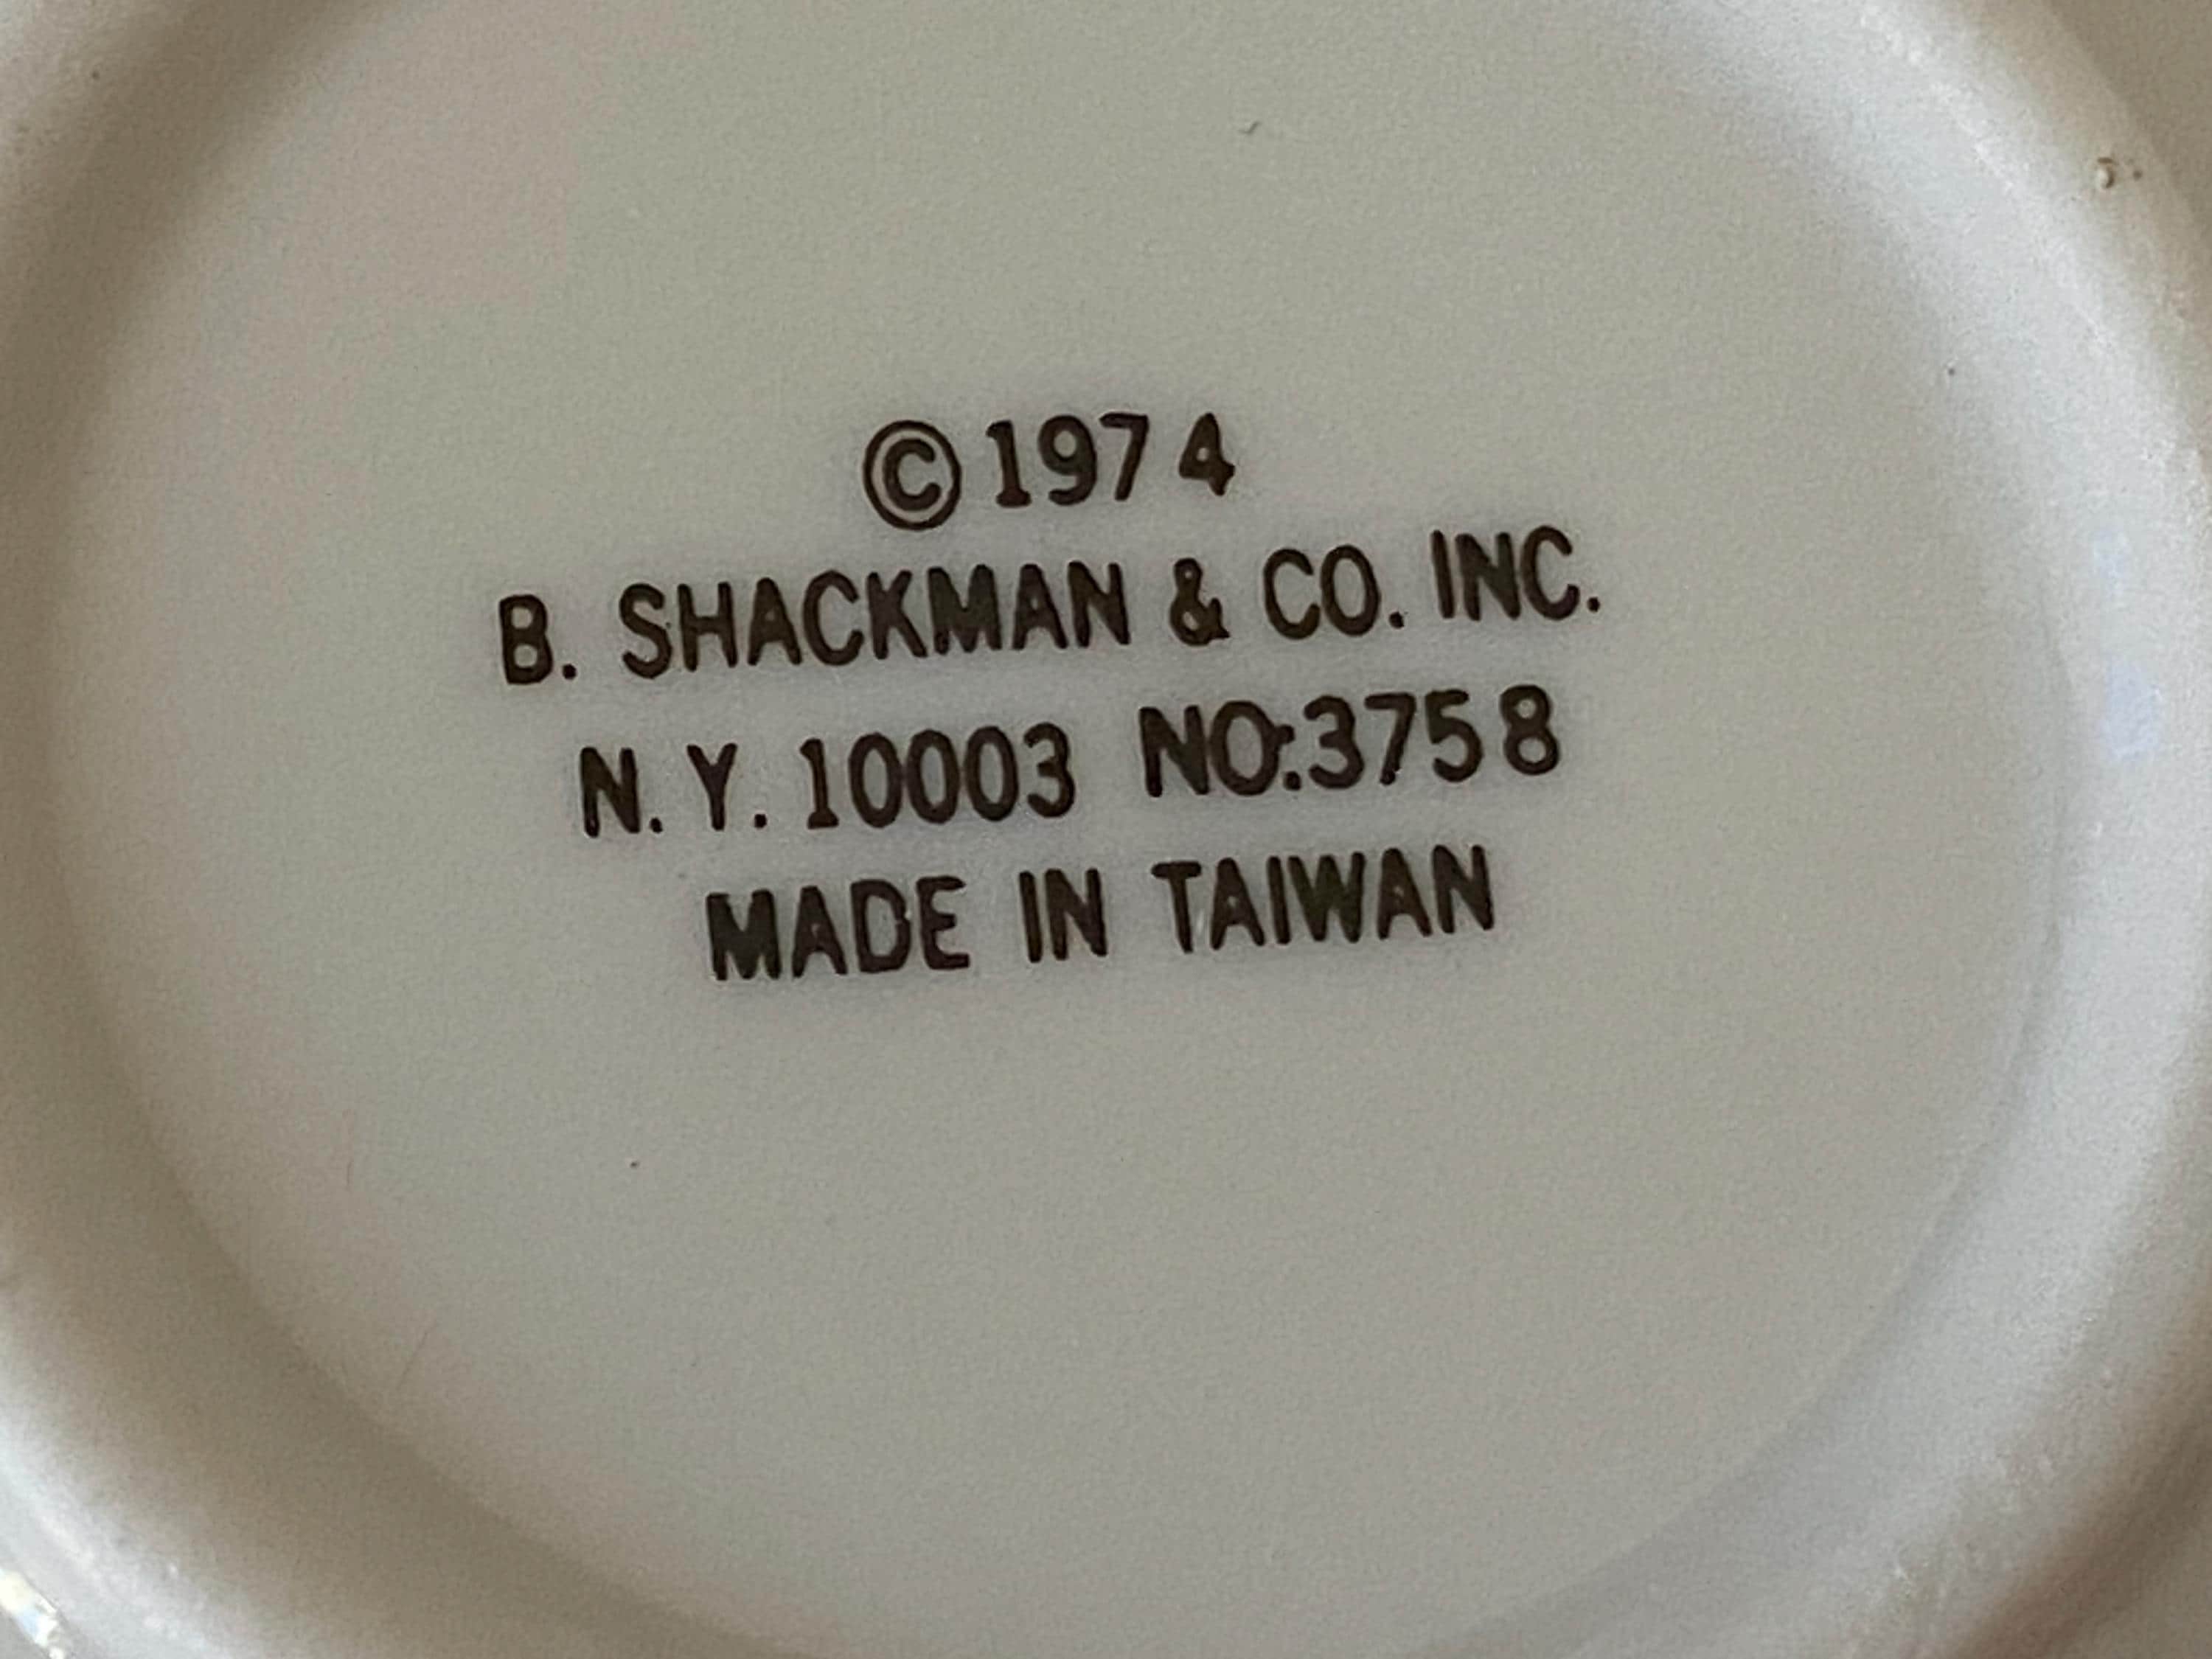 ©1974
B. SHACKMAN & CO. INC.
N.Y. 10003 NO:3758
MADE IN TAIWAN